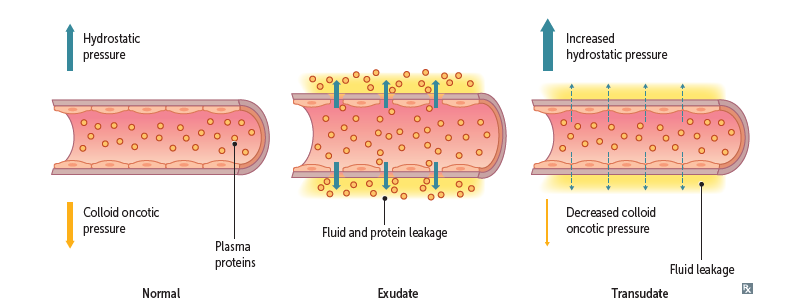 Hydrostatic
pressure
Colloid oncotic
pressure
Plasma
proteins
Normal
Fluid and protein leakage
Exudate
Increased
hydrostatic pressure
Decreased colloid
oncotic pressure
Fluid leakage
Transudate
Rx